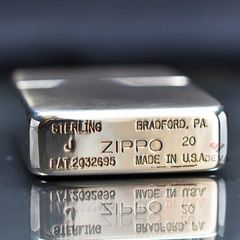 STERLING BRADFORD, PA.
J ZIPPO 20
PAT.2032695 MADE IN U.S.A